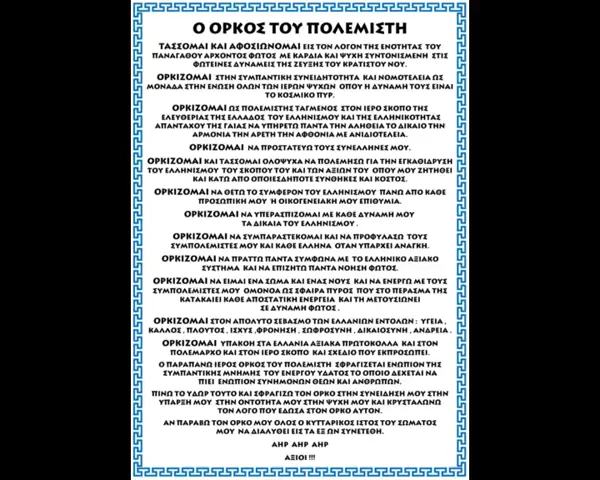 Ο ΟΡΚΟΣ ΤΟΥ ΠΟΛΕΜΙΣΤΗ
ΤΑΣΣΟΜΑΙ ΚΑΙ ΑΦΟΣΙΩΝΟΜΑΙ ΕΙΣ ΤΟΝ ΛΟΓΟΝ ΤΗΣ ΕΝΟΤΗΤΑΣ ΤΟΥ
ΠΑΝΑΓΑΘΟΥ ΑΡΧΟΝΤΟΣ ΦΩΤΟΣ ΜΕ ΚΑΡΔΙΑ ΚΑΙ ΨΥΧΗ ΣΥΝΤΟΝΙΣΜΕΝΗ ΣΤΙΣ
ΦΩΤΕΙΝΕΣ ΔΥΝΑΜΕΙΣ ΤΗΣ ΖΕΥΞΗΣ ΤΟΥ ΚΡΑΤΙΣΤΟΥ ΝΟΥ.
ΟΡΚΙΖΟΜΑΙ ΣΤΗΝ ΣΥΜΠΑΝΤΙΚΗ ΣΥΝΕΙΔΗΤΟΤΗΤΑ ΚΑΙ ΝΟΜΟΤΕΛΕΙΑ ΩΣ
ΜΟΝΑΔΑ ΣΤΗΝ ΕΝΩΣΗ ΟΛΩΝ ΤΩΝ ΙΕΡΩΝ ΨΥΧΩΝ ΟΠΟΥ Η ΔΥΝΑΜΗ ΤΟΥΣ ΕΙΝΑΙ
ΤΟ ΚΟΣΜΙΚΟ ΠΥΡ.
ΟΡΚΙΖΟΜΑΙ ΩΣ ΠΟΛΕΜΙΣΤΗΣ ΤΑΓΜΕΝΟΣ ΣΤΟΝ ΙΕΡΟ ΣΚΟΠΟ ΤΗΣ
ΕΛΕΥΘΕΡΙΑΣ ΤΗΣ ΕΛΛΑΔΟΣ ΤΟΥ ΕΛΛΗΝΙΣΜΟΥ ΚΑΙ ΤΗΣ ΕΛΛΗΝΙΚΟΤΗΤΑΣ
ΑΠΑΝΤΑΧΟΥ ΤΗΣ ΓΑΙΑΣ ΝΑ ΥΠΗΡΕΤΩ ΠΑΝΤΑ ΤΗΝ ΑΛΗΘΕΙΑ ΤΟ ΔΙΚΑΙΟ ΤΗΝ
ΑΡΜΟΝΙΑ ΤΗΝ ΑΡΕΤΗ ΤΗΝ ΑΦΘΟΝΙΑ ΜΕ ΑΝΙΔΙΟΤΕΛΕΙΑ.
ΟΡΚΙΖΟΜΑΙ ΝΑ ΠΡΟΣΤΑΤΕΥΩ ΤΟΥΣ ΣΥΝΕΛΛΗΝΕΣ ΜΟΥ.
ΟΡΚΙΖΟΜΑΙ ΚΑΙ ΤΑΣΣΟΜΑΙ ΟΛΟΨΥΧΑ ΝΑ ΠΟΛΕΜΗΣΩ ΓΙΑ ΤΗΝ ΕΓΚΑΘΙΔΡΥΣΗ
ΤΟΥ ΕΛΛΗΝΙΣΜΟΥ ΤΟΥ ΣΚΟΠΟΥ ΤΟΥ ΚΑΙ ΤΩΝ ΑΞΙΩΝ ΤΟΥ ΟΠΟΥ ΜΟΥ ΖΗΤΗΘΕΙ
ΚΑΙ ΚΑΤΩ ΑΠΟ ΟΠΟΙΕΣΔΗΠΟΤΕ ΣΥΝΘΗΚΕΣ ΚΑΙ ΚΟΣΤΟΣ.
ΟΡΚΙΖΟΜΑΙ ΝΑ ΘΕΤΩ ΤΟ ΣΥΜΦΕΡΟΝ ΤΟΥ ΕΛΛΗΝΙΣΜΟΥ ΠΑΝΩ ΑΠΟ ΚΑΘΕ
ΠΡΟΣΩΠΙΚΗ ΜΟΥ Η ΟΙΚΟΓΕΝΕΙΑΚΗ ΜΟΥ ΕΠΙΘΥΜΙΑ.
ΟΡΚΙΖΟΜΑΙ ΝΑ ΥΠΕΡΑΣΠΙΖΟΜΑΙ ΜΕ ΚΑΘΕ ΔΥΝΑΜΗ ΜΟΥ
ΤΑ ΔΙΚΑΙΑ ΤΟΥ ΕΛΛΗΝΙΣΜΟΥ .
ΟΡΚΙΖΟΜΑΙ ΝΑ ΣΥΜΠΑΡΑΣΤΕΚΟΜΑΙ ΚΑΙ ΝΑ ΠΡΟΦΥΛΑΣΩ ΤΟΥΣ
ΣΥΜΠΟΛΕΜΙΣΤΕΣ ΜΟΥ ΚΑΙ ΚΑΘΕ ΕΛΛΗΝΑ ΟΤΑΝ ΥΠΑΡΧΕΙ ΑΝΑΓΚΗ.
ΟΡΚΙΖΟΜΑΙ ΝΑ ΠΡΑΤΤΩ ΠΑΝΤΑ ΣΥΜΦΩΝΑ ΜΕ ΤΟ ΕΛΛΗΝΙΚΟ ΑΞΙΑΚΟ
ΣΥΣΤΗΜΑ ΚΑΙ ΝΑ ΕΠΙΖΗΤΩ ΠΑΝΤΑ ΝΟΗΣΗ ΦΩΤΟΣ.
ΟΡΚΙΖΟΜΑΙ ΝΑ ΕΙΜΑΙ ΕΝΑ ΣΩΜΑ ΚΑΙ ΕΝΑΣ ΝΟΥΣ ΚΑΙ ΝΑ ΕΝΕΡΓΩ ΜΕ ΤΟΥΣ
ΣΥΜΠΟΛΕΜΙΣΤΕΣ ΜΟΥ ΟΜΟΝΟΑ ΩΣ ΣΦΑΙΡΑ ΠΥΡΟΣ ΠΟΥ ΣΤΟ ΠΕΡΑΣΜΑ ΤΗΣ
ΚΑΤΑΚΑΙΕΙ ΚΑΘΕ ΑΠΟΣΤΑΤΙΚΗ ΕΝΕΡΓΕΙΑ ΚΑΙ ΤΗ ΜΕΤΟΥΣΙΩΝΕΙ
ΣΕ ΔΥΝΑΜΗ ΦΩΤΟΣ .
ΟΡΚΙΖΟΜΑΙ ΣΤΟΝ ΑΠΟΛΥΤΟ ΣΕΒΑΣΜΟ ΤΩΝ ΕΛΛΑΝΙΩΝ ΕΝΤΟΛΩΝ : ΥΓΕΙΑ ,
ΚΑΛΛΟΣ , ΠΛΟΥΤΟΣ , ΙΣΧΥΣ ,ΦΡΟΝΗΣΗ , ΣΩΦΡΟΣΥΝΗ , ΔΙΚΑΙΟΣΥΝΗ , ΑΝΔΡΕΙΑ .
ΟΡΚΙΖΟΜΑΙ ΥΠΑΚΟΗ ΣΤΑ ΕΛΛΑΝΙΑ ΑΞΙΑΚΑ ΠΡΩΤΟΚΟΛΛΑ ΚΑΙ ΣΤΟΝ
ΠΟΛΕΜΑΡΧΟ ΚΑΙ ΣΤΟΝ ΙΕΡΟ ΣΚΟΠΟ ΚΑΙ ΣΧΕΔΙΟ ΠΟΥ ΕΚΠΡΟΣΩΠΕΙ.
Ο ΠΑΡΑΠΑΝΩ ΙΕΡΟΣ ΟΡΚΟΣ ΤΟΥ ΠΟΛΕΜΙΣΤΗ ΣΦΡΑΓΙΖΕΤΑΙ ΕΝΩΠΙΟΝ ΤΗΣ
ΣΥΜΠΑΝΤΙΚΗΣ ΜΝΗΜΗΣ ΤΟΥ ΕΝΕΡΓΟΥ ΥΔΑΤΟΣ ΤΟ ΟΠΟΙΟ ΔΕΧΕΤΑΙ ΝΑ
ΠΙΕΙ ΕΝΩΠΙΟΝ ΣΥΝΗΜΟΝΩΝ ΘΕΩΝ ΚΑΙ ΑΝΘΡΩΠΩΝ.
ΠΙΝΩ ΤΟ ΥΔΩΡ ΤΟΥΤΟ ΚΑΙ ΣΦΡΑΓΙΣΩ ΤΟΝ ΟΡΚΟ ΣΤΗΝ ΣΥΝΕΙΔΗΣΗ ΜΟΥ ΣΤΗΝ
ΥΠΑΡΞΗ ΜΟΥ ΣΤΗΝ ΟΝΤΟΤΗΤΑ ΜΟΥ ΣΤΗΝ ΨΥΧΗ ΜΟΥ ΚΑΙ ΚΡΥΣΤΑΛΩΝΩ
ΤΟΝ ΛΟΓΟ ΠΟΥ ΕΔΩΣΑ ΣΤΟΝ ΟΡΚΟ ΑΥΤΟΝ.
ΑΝ ΠΑΡΑΒΩ ΤΟΝ ΟΡΚΟ ΜΟΥ ΟΛΟΣ Ο ΚΥΤΤΑΡΙΚΟΣ ΙΣΤΟΣ ΤΟΥ ΣΩΜΑΤΟΣ
ΜΟΥ ΝΑ ΔΙΑΛΥΘΕΙ ΕΙΣ ΤΑ ΕΞ ΩΝ ΣΥΝΕΤΕΘΗ.
ΑΗΡ ΑΗΡ ΑΗΡ
ΑΞΙΟΙ !!!